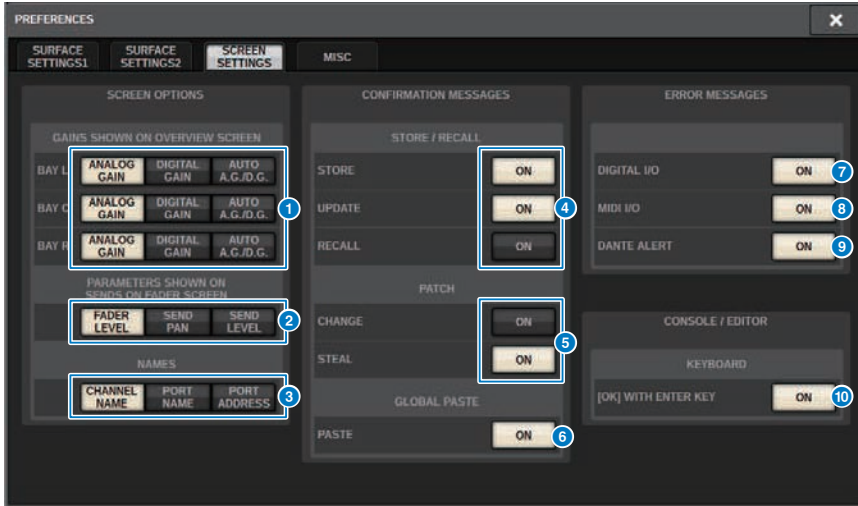 PREFERENCES
SURFACE SETTINGS1
SURFACE SETTINGS2
SCREEN SETTINGS
MISC
SCREEN OPTIONS
GAINS SHOWN ON OVERVIEW SCREEN
BAY L ANALOG GAIN DIGITAL GAIN AUTO A.G./D.G.
BAY C ANALOG GAIN DIGITAL GAIN AUTO A.G./D.G. 1
BAY R ANALOG GAIN DIGITAL GAIN AUTO A.G./D.G.
PARAMETERS SHOWN ON
SENDS ON FADER SCREEN
FADER LEVEL SEND PAN SEND LEVEL 2
NAMES
CHANNEL NAME PORT NAME PORT ADDRESS 3
CONFIRMATION MESSAGES
STORE / RECALL
STORE ON
UPDATE ON 4
RECALL ON
PATCH
CHANGE ON
5
STEAL ON
GLOBAL PASTE
PASTE ON 6
ERROR MESSAGES
DIGITAL I/O ON 7
MIDI I/O ON 8
DANTE ALERT ON 9
CONSOLE / EDITOR
KEYBOARD
[OK] WITH ENTER KEY ON 10